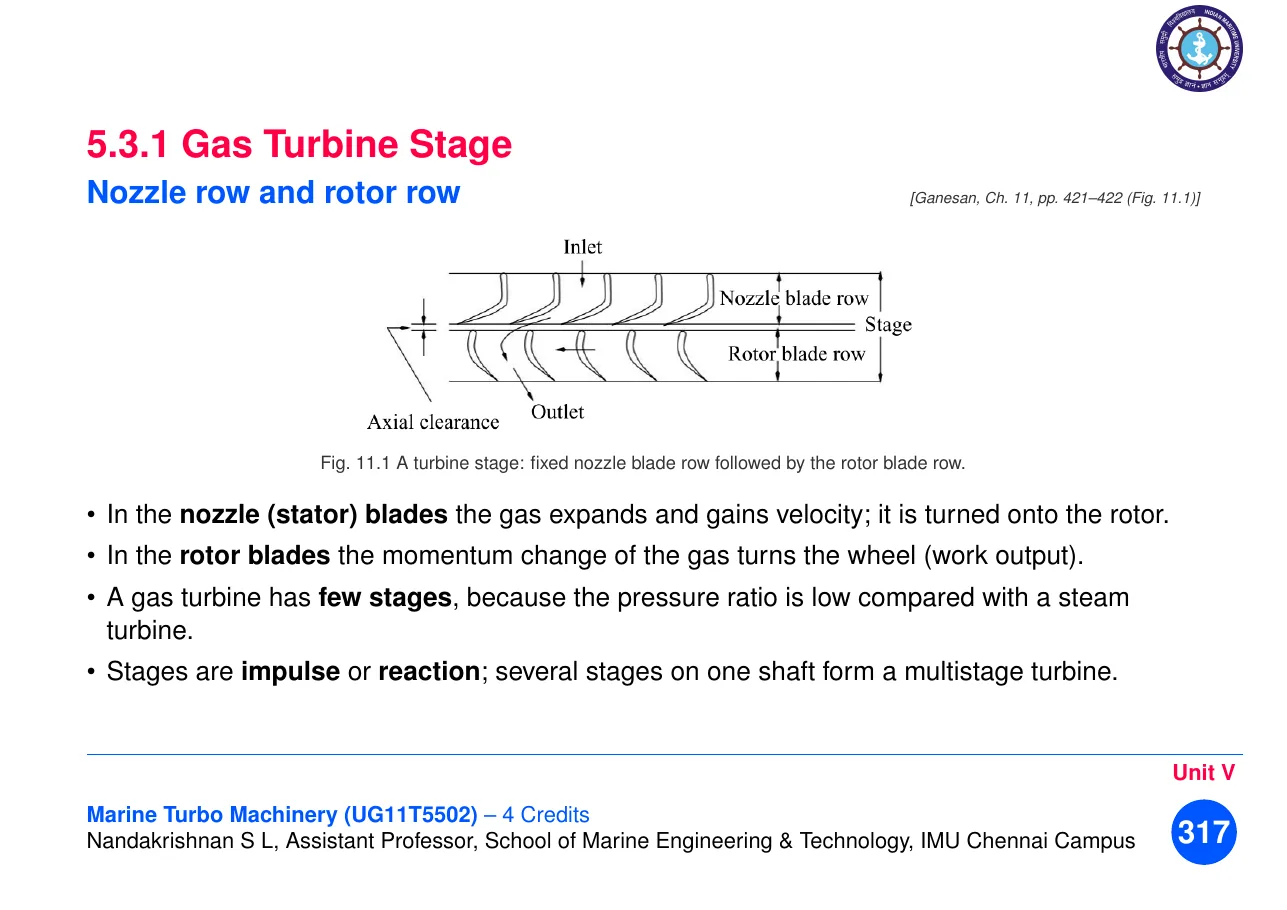 INDIAN MARITIME UNIVERSITY
5.3.1 Gas Turbine Stage
Nozzle row and rotor row
[Ganesan, Ch. 11, pp. 421–422 (Fig. 11.1)]
Inlet
Nozzle blade row
Stage
Rotor blade row
Outlet
Axial clearance
Fig. 11.1 A turbine stage: fixed nozzle blade row followed by the rotor blade row.
• In the nozzle (stator) blades the gas expands and gains velocity; it is turned onto the rotor.
• In the rotor blades the momentum change of the gas turns the wheel (work output).
• A gas turbine has few stages, because the pressure ratio is low compared with a steam
turbine.
• Stages are impulse or reaction; several stages on one shaft form a multistage turbine.
Unit V
Marine Turbo Machinery (UG11T5502) – 4 Credits
Nandakrishnan S L, Assistant Professor, School of Marine Engineering & Technology, IMU Chennai Campus
317